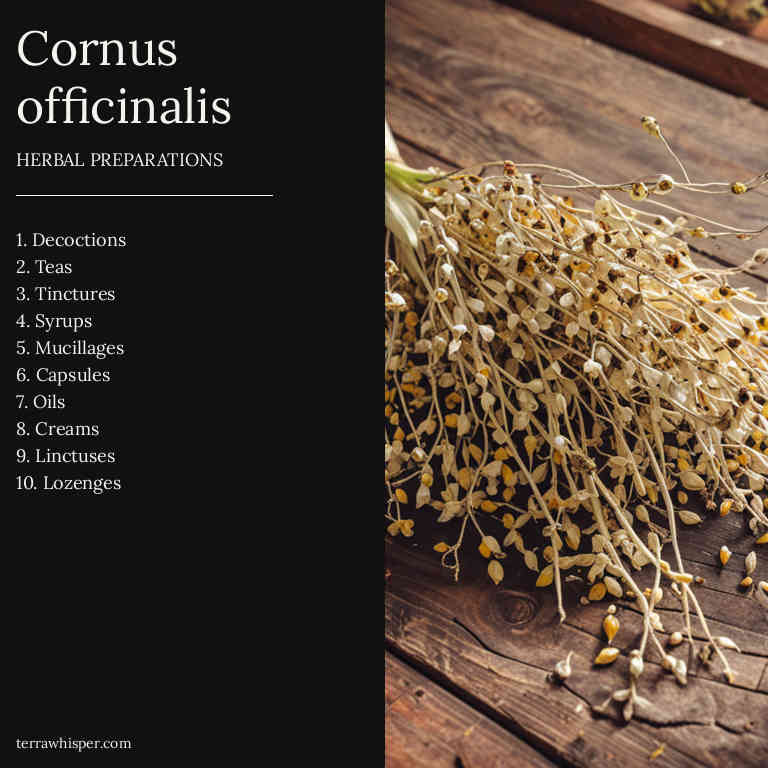 Cornus
officinalis
HERBAL PREPARATIONS
1. Decoctions
2. Teas
3. Tinctures
4. Syrups
5. Mucillages
6. Capsules
7. Oils
8. Creams
9. Linctuses
10. Lozenges
terrawhisper.com